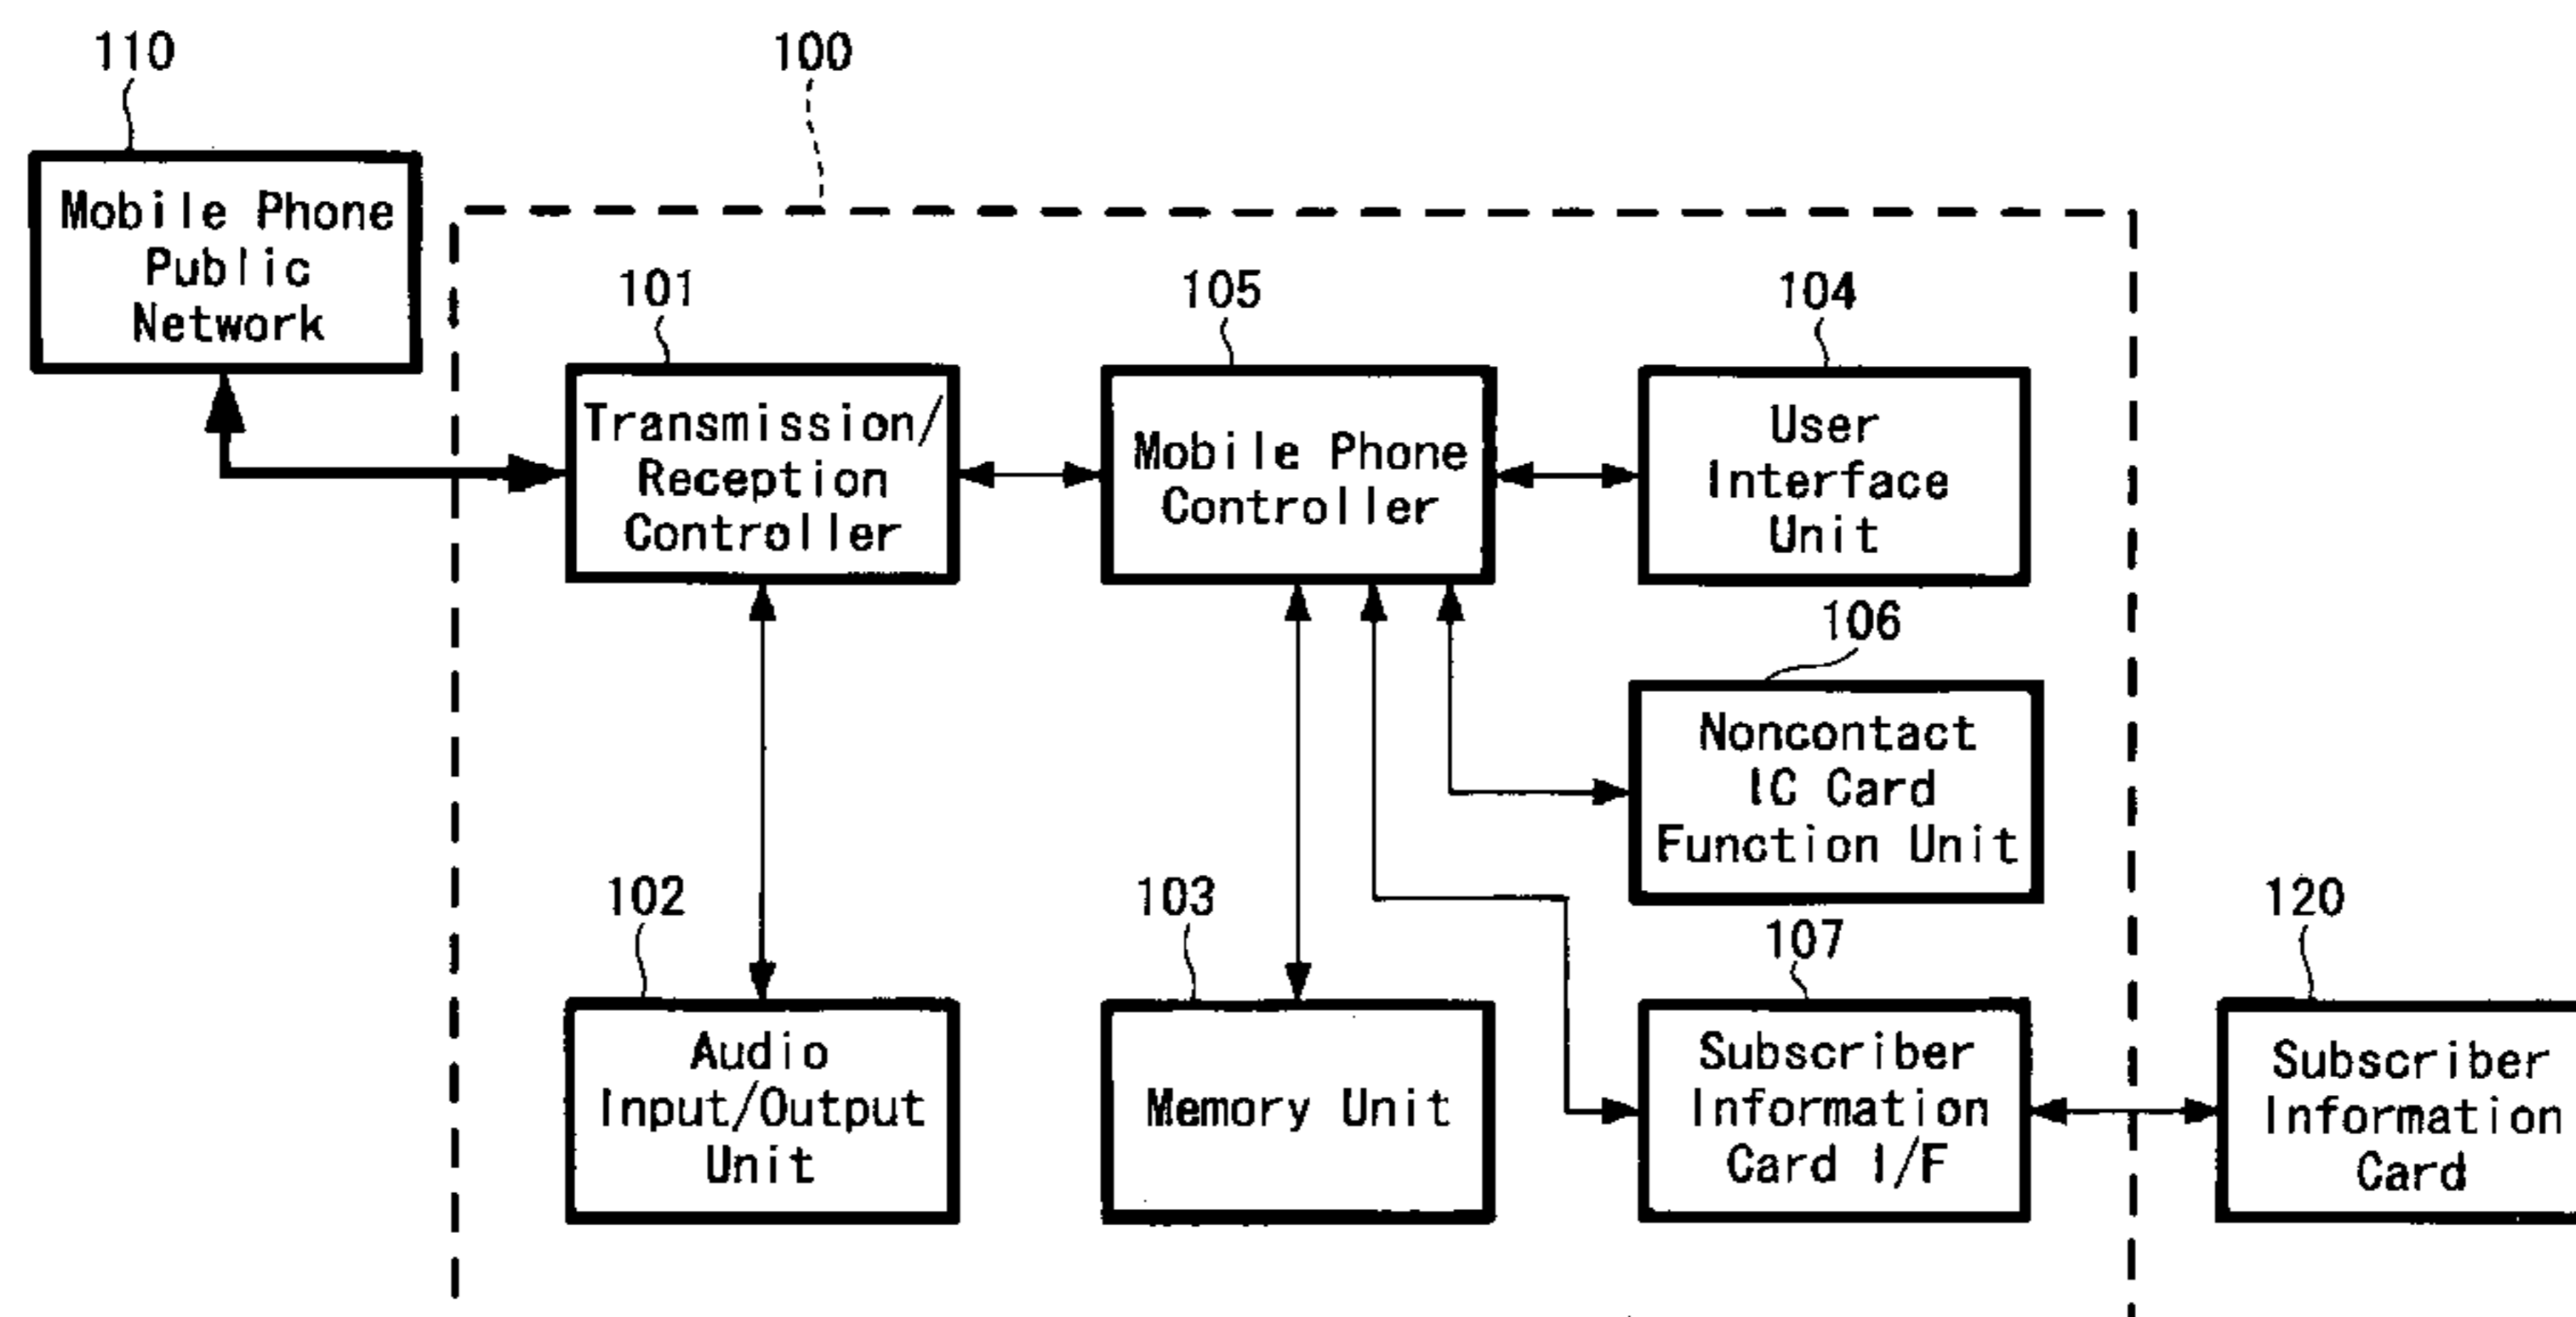 110
100
Mobile Phone
Public
Network
101
105
104
Transmission/
Reception
Controller
Mobile Phone
Controller
User
Interface
Unit
106
Noncontact
IC Card
Function Unit
102
103
107
120
Audio
Input/Output
Unit
Memory Unit
Subscriber
Information
Card I/F
Subscriber
Information
Card